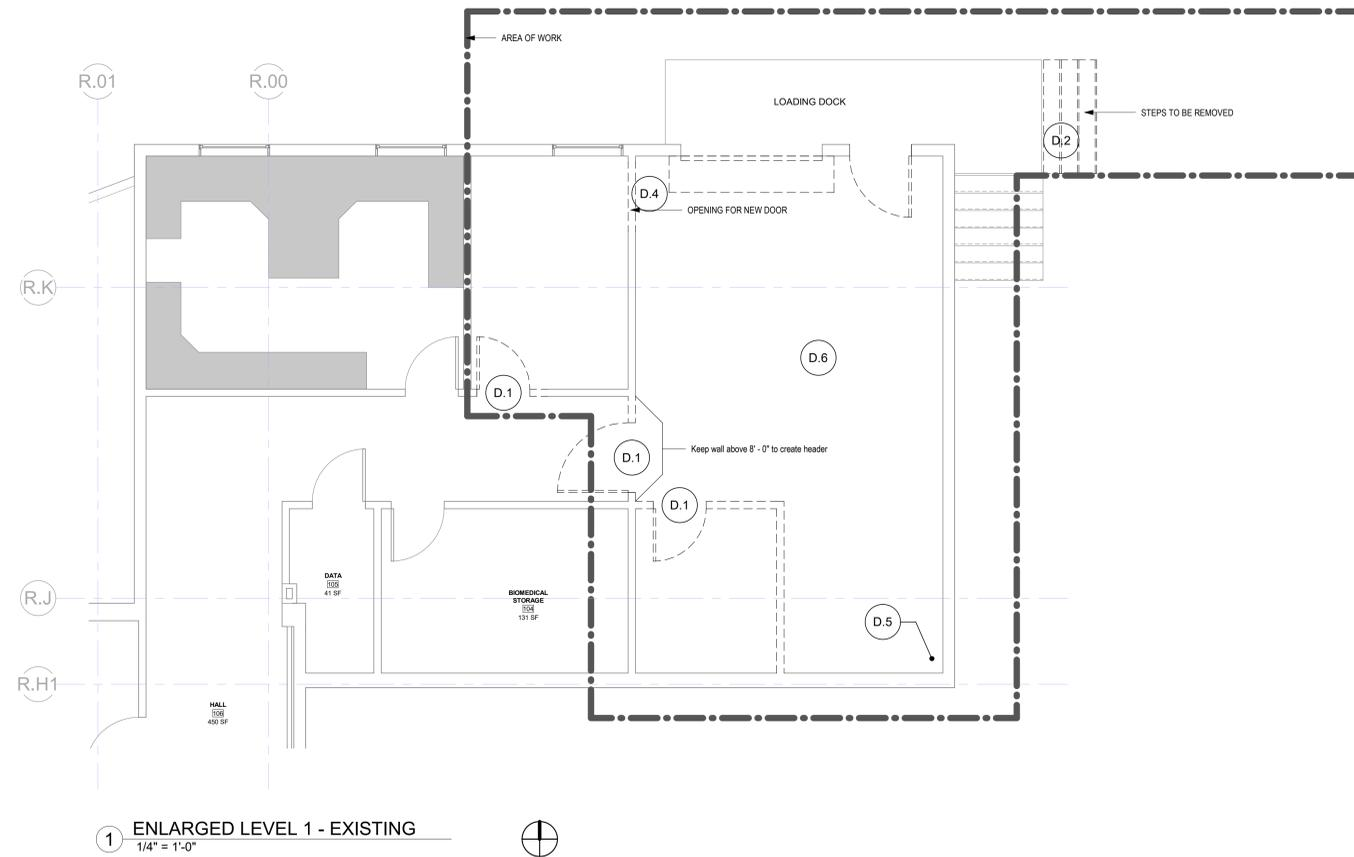 AREA OF WORK
R.01
R.00
LOADING DOCK
STEPS TO BE REMOVED
D.2
D.4
OPENING FOR NEW DOOR
R.K
D.6
D.1
Keep wall above 8' - 0" to create header
D.1
D.1
DATA
105
41 SF
BIOMEDICAL
STORAGE
104
131 SF
R.J
D.5
R.H1
HALL
106
450 SF
1
ENLARGED LEVEL 1 - EXISTING
1/4" = 1'-0"